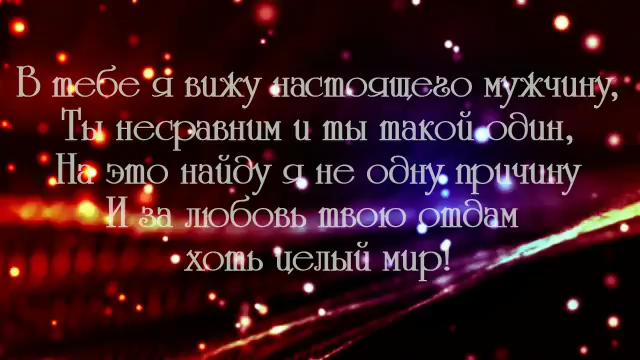 В тебе я вижу настоящего мужчину,
Ты несравним и ты такой один,
На это найду я не одну причину
И за любовь твою отдам
хоть целый мир!